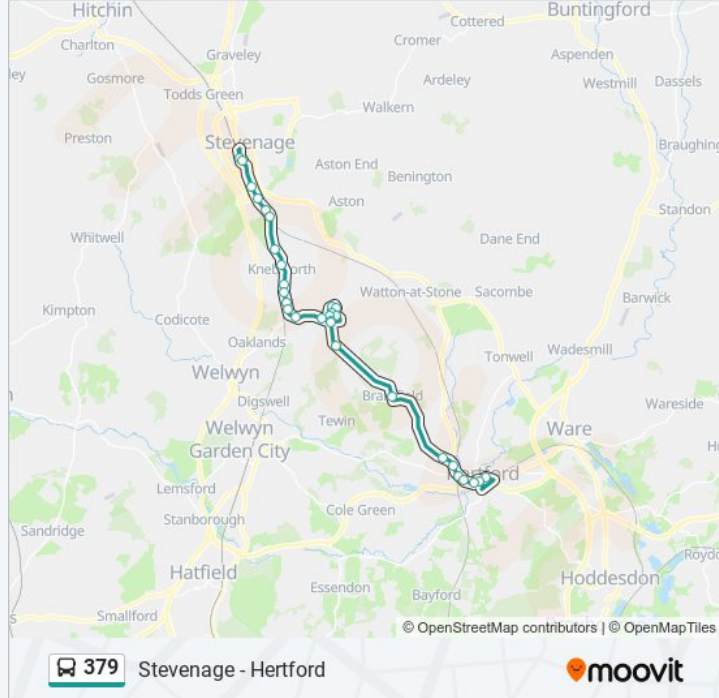 Hitchin
Cottered
Buntingford
Charlton
Graveley
Cromer
Aspenden
Gosmore
Ardeley
Westmill
Dassels
Todds Green
Walkern
Preston
Stevenage
Braughing
Aston End
Benington
Aston
Standon
Whitwell
Dane End
Knebworth
Watton-at-Stone
Sacombe
Barwick
Kimpton
Codicote
Oaklands
Tonwell
Wadesmill
Welwyn
Digswell
Wareside
Tewin
Welwyn
Garden City
Ware
Hertford
Lemsford
Cole Green
Stanborough
Sandridge
Hatfield
Essendon
Hoddesdon
Bayford
Smallford
© OpenStreetMap contributors | © OpenMapTiles
379 Stevenage - Hertford
moovit